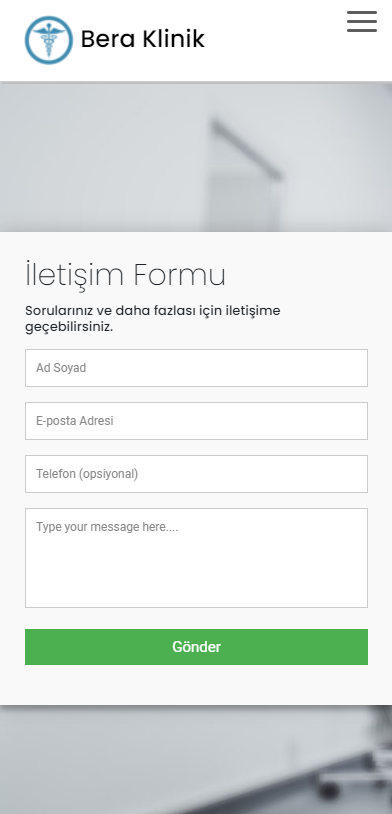 Bera Klinik
İletişim Formu
Sorularınız ve daha fazlası için iletişime
geçebilirsiniz.
Ad Soyad
E-posta Adresi
Telefon (opsiyonal)
Type your message here....
Gönder